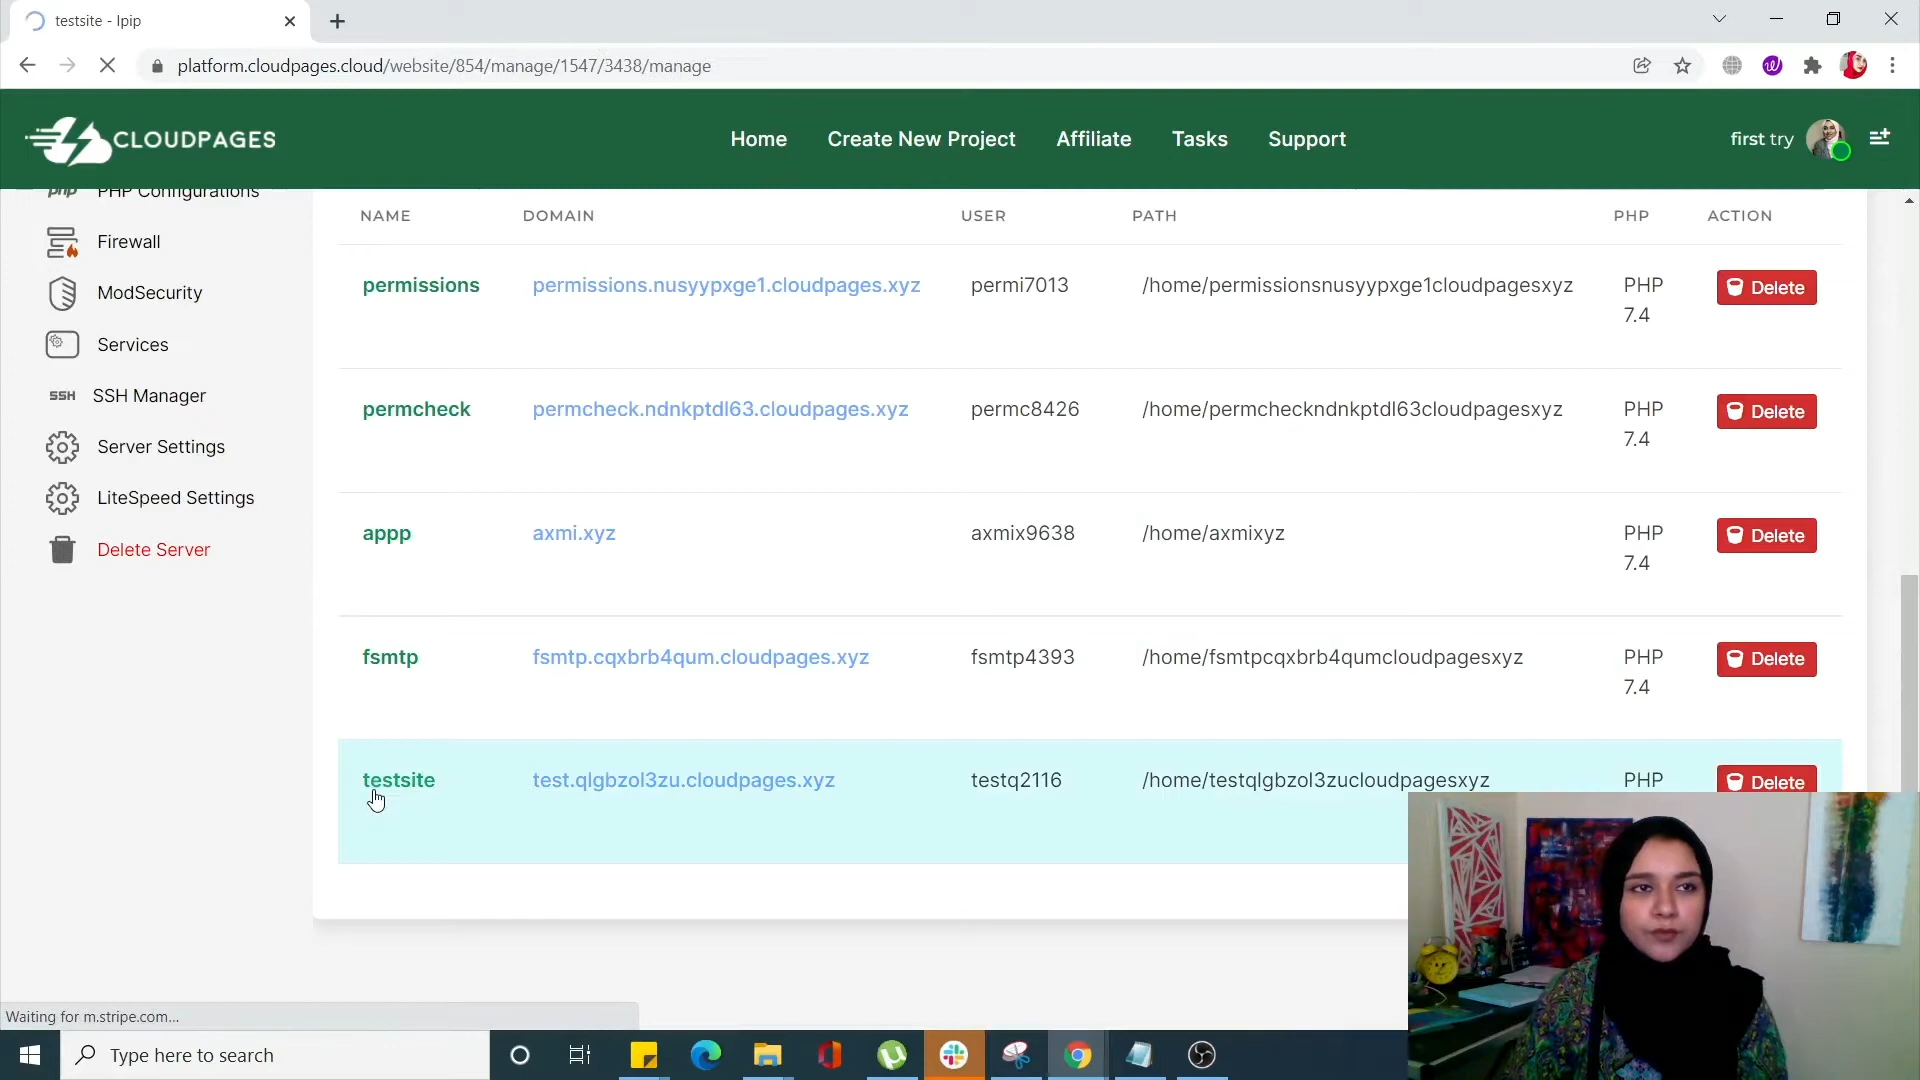 testsite - lpip
platform.cloudpages.cloud/website/854/manage/1547/3438/manage
CLOUDPAGES
Home Create New Project Affiliate Tasks Support
first try
php PHP Configurations
Firewall
ModSecurity
Services
SSH SSH Manager
Server Settings
LiteSpeed Settings
Delete Server
NAME DOMAIN USER PATH PHP ACTION
permissions permissions.nusyypxge1.cloudpages.xyz permi7013 /home/permissionsnusyypxge1cloudpagesxyz PHP Delete
7.4
permcheck permcheck.ndnkptdl63.cloudpages.xyz permc8426 /home/permcheckndnkptdl63cloudpagesxyz PHP Delete
7.4
appp axmi.xyz axmix9638 /home/axmixyz PHP Delete
7.4
fsmtp fsmtp.cqxbrb4qum.cloudpages.xyz fsmtp4393 /home/fsmtpcqxbrb4qumcloudpagesxyz PHP Delete
7.4
testsite test.qlgbzol3zu.cloudpages.xyz testq2116 /home/testqlgbzol3zucloudpagesxyz PHP Delete
Waiting for m.stripe.com...
Type here to search